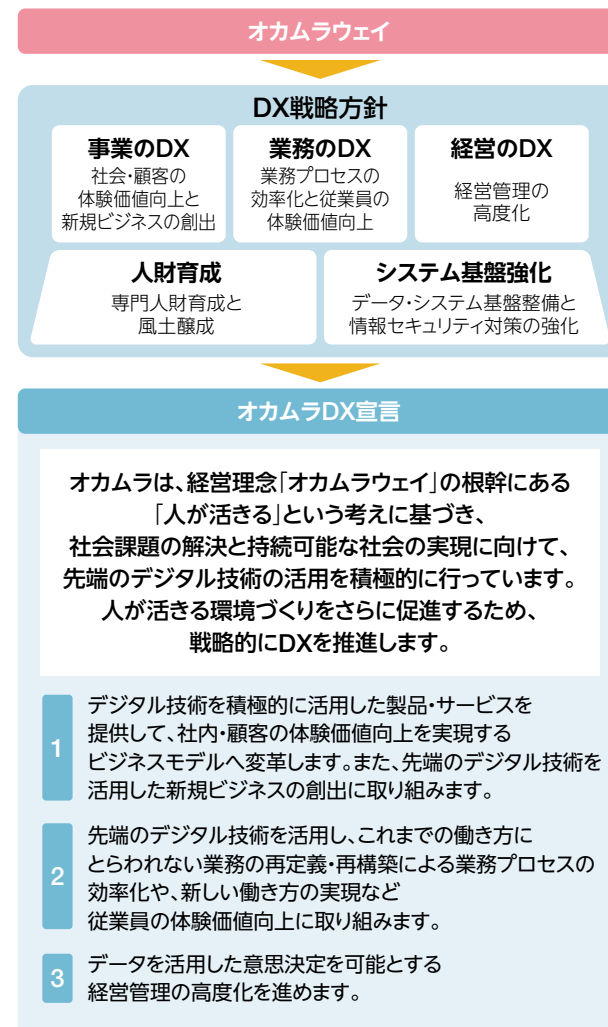 オカムラウェイ
DX戦略方針
事業のDX
社会・顧客の
体験価値向上と
新規ビジネスの創出
業務のDX
業務プロセスの
効率化と従業員の
体験価値向上
経営のDX
経営管理の
高度化
人財育成
専門人財育成と
風土醸成
システム基盤強化
データ・システム基盤整備と
情報セキュリティ対策の強化
オカムラDX宣言
オカムラは、経営理念「オカムラウェイ」の根幹にある
「人が活きる」という考えに基づき、
社会課題の解決と持続可能な社会の実現に向けて、
先端のデジタル技術の活用を積極的に行っています。
人が活きる環境づくりをさらに促進するため、
戦略的にDXを推進します。
1
デジタル技術を積極的に活用した製品・サービスを
提供して、社内・顧客の体験価値向上を実現する
ビジネスモデルへ変革します。また、先端のデジタル技術を
活用した新規ビジネスの創出に取り組みます。
2
先端のデジタル技術を活用し、これまでの働き方に
とらわれない業務の再定義・再構築による業務プロセスの
効率化や、新しい働き方の実現など
従業員の体験価値向上に取り組みます。
3
データを活用した意思決定を可能とする
経営管理の高度化を進めます。